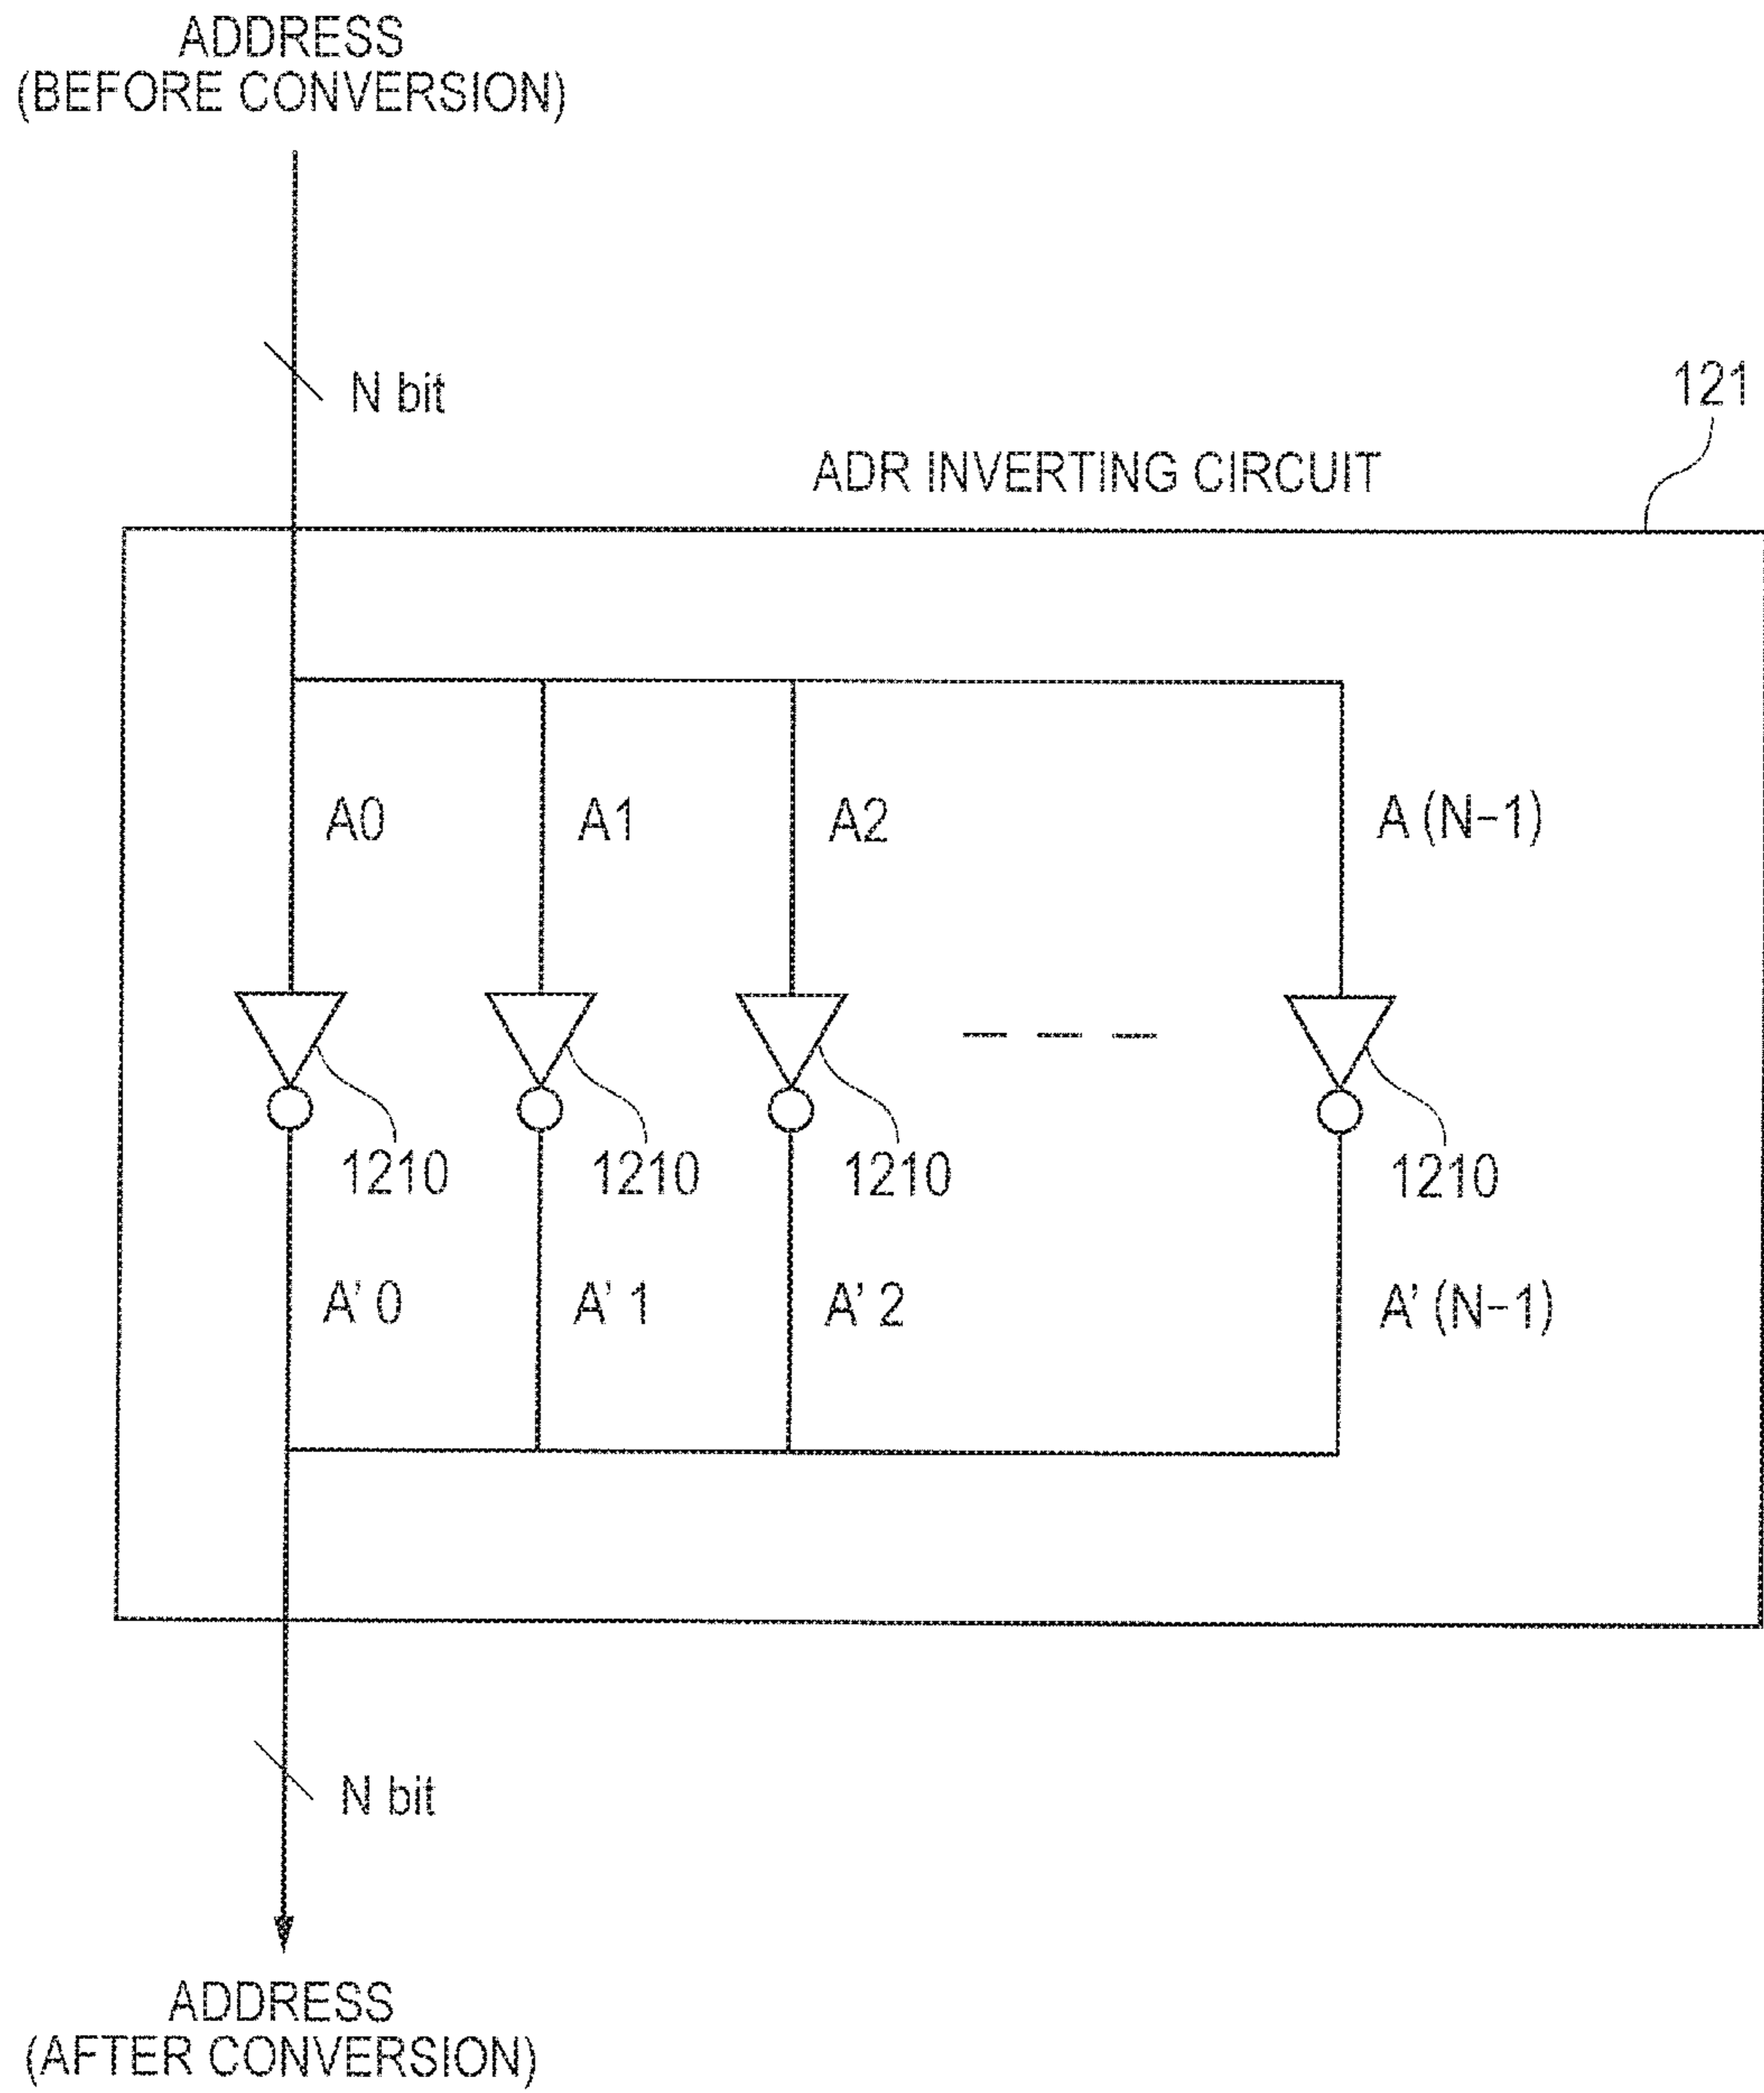 ADDRESS
(BEFORE CONVERSION)
N bit
121
ADR INVERTING CIRCUIT
A0 A1 A2 A (N-1)
1210 1210 1210 1210
A' 0 A' 1 A' 2 A' (N-1)
N bit
ADDRESS
(AFTER CONVERSION)